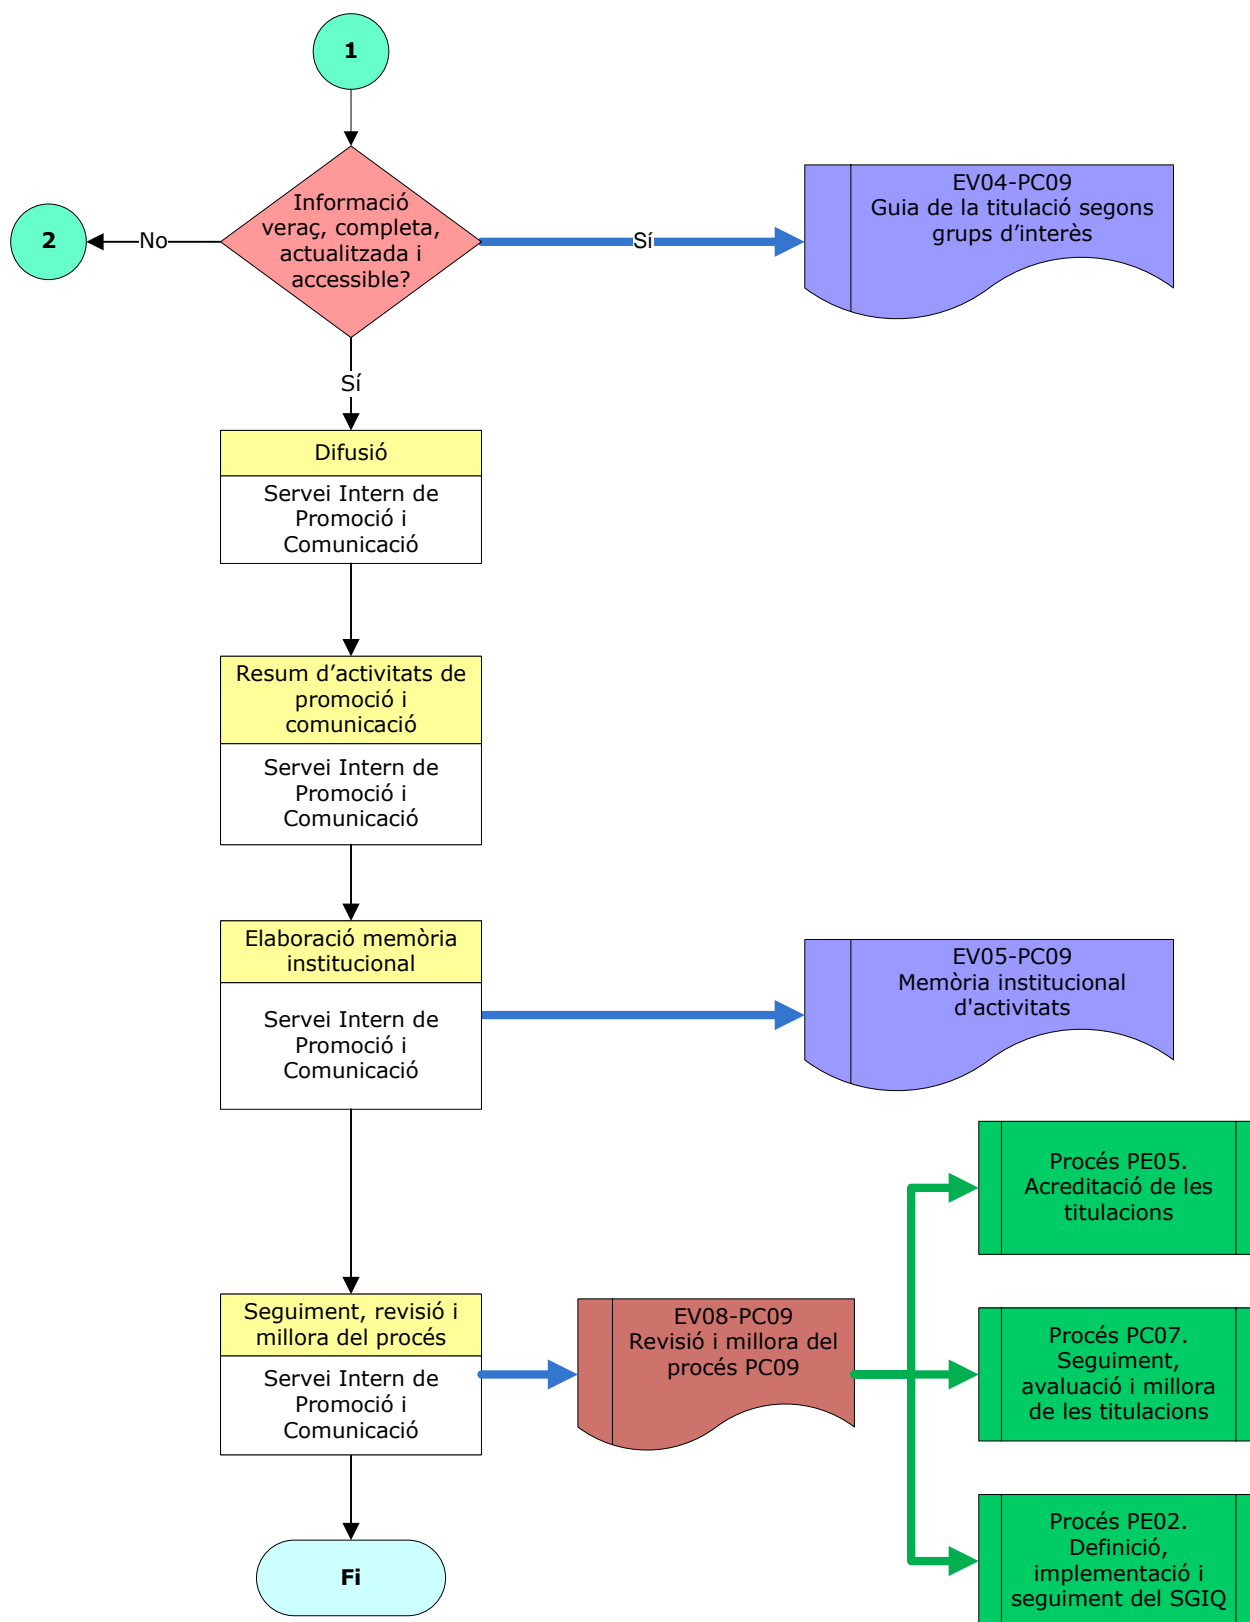 1
Informació
veraç, completa,
actualitzada i
accessible?
2
No
Sí
EV04-PC09
Guia de la titulació segons
grups d’interès
Sí
Difusió
Servei Intern de
Promoció i
Comunicació
Resum d’activitats de
promoció i
comunicació
Servei Intern de
Promoció i
Comunicació
Elaboració memòria
institucional
Servei Intern de
Promoció i
Comunicació
EV05-PC09
Memòria institucional
d'activitats
Seguiment, revisió i
millora del procés
Servei Intern de
Promoció i
Comunicació
EV08-PC09
Revisió i millora del
procés PC09
Procés PE05.
Acreditació de les
titulacions
Procés PC07.
Seguiment,
avaluació i millora
de les titulacions
Procés PE02.
Definició,
implementació i
seguiment del SGIQ
Fi